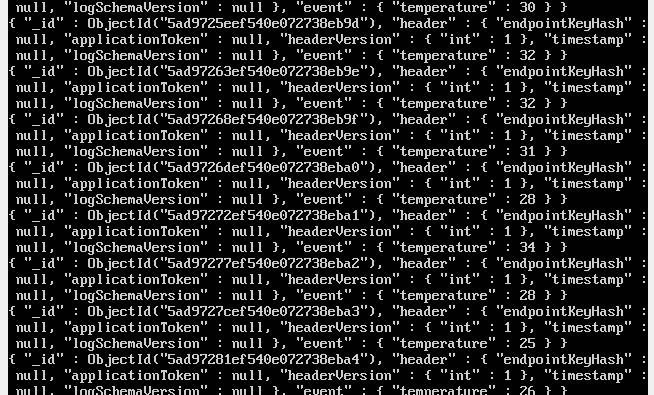 null, "logSchemaVersion" : null }, "event" : { "temperature" : 30 } }
{ "_id" : ObjectId("5ad9725eef540e072738eb9d"), "header" : { "endpointKeyHash" :
 null, "applicationToken" : null, "headerVersion" : { "int" : 1 }, "timestamp" :
 null, "logSchemaVersion" : null }, "event" : { "temperature" : 32 } }
{ "_id" : ObjectId("5ad97263ef540e072738eb9e"), "header" : { "endpointKeyHash" :
 null, "applicationToken" : null, "headerVersion" : { "int" : 1 }, "timestamp" :
 null, "logSchemaVersion" : null }, "event" : { "temperature" : 32 } }
{ "_id" : ObjectId("5ad97268ef540e072738eb9f"), "header" : { "endpointKeyHash" :
 null, "applicationToken" : null, "headerVersion" : { "int" : 1 }, "timestamp" :
 null, "logSchemaVersion" : null }, "event" : { "temperature" : 31 } }
{ "_id" : ObjectId("5ad9726def540e072738eba0"), "header" : { "endpointKeyHash" :
 null, "applicationToken" : null, "headerVersion" : { "int" : 1 }, "timestamp" :
 null, "logSchemaVersion" : null }, "event" : { "temperature" : 28 } }
{ "_id" : ObjectId("5ad97272ef540e072738eba1"), "header" : { "endpointKeyHash" :
 null, "applicationToken" : null, "headerVersion" : { "int" : 1 }, "timestamp" :
 null, "logSchemaVersion" : null }, "event" : { "temperature" : 34 } }
{ "_id" : ObjectId("5ad97277ef540e072738eba2"), "header" : { "endpointKeyHash" :
 null, "applicationToken" : null, "headerVersion" : { "int" : 1 }, "timestamp" :
 null, "logSchemaVersion" : null }, "event" : { "temperature" : 28 } }
{ "_id" : ObjectId("5ad9727cef540e072738eba3"), "header" : { "endpointKeyHash" :
 null, "applicationToken" : null, "headerVersion" : { "int" : 1 }, "timestamp" :
 null, "logSchemaVersion" : null }, "event" : { "temperature" : 25 } }
{ "_id" : ObjectId("5ad97281ef540e072738eba4"), "header" : { "endpointKeyHash" :
 null, "applicationToken" : null, "headerVersion" : { "int" : 1 }, "timestamp" :
 null, "logSchemaVersion" : null }, "event" : { "temperature" : 26 } }